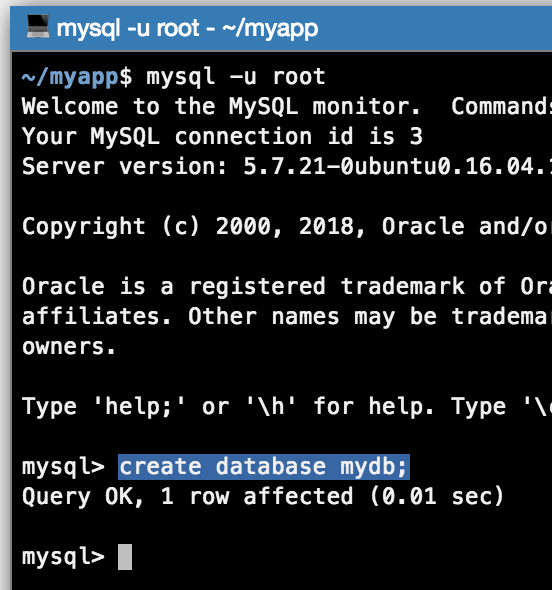 mysql -u root - ~/myapp
~/myapp$ mysql -u root
Welcome to the MySQL monitor.  Commands
Your MySQL connection id is 3
Server version: 5.7.21-0ubuntu0.16.04.1
Copyright (c) 2000, 2018, Oracle and/or
Oracle is a registered trademark of Ora
affiliates. Other names may be trademar
owners.
Type 'help;' or '\h' for help. Type '\c
mysql> create database mydb;
Query OK, 1 row affected (0.01 sec)
mysql>